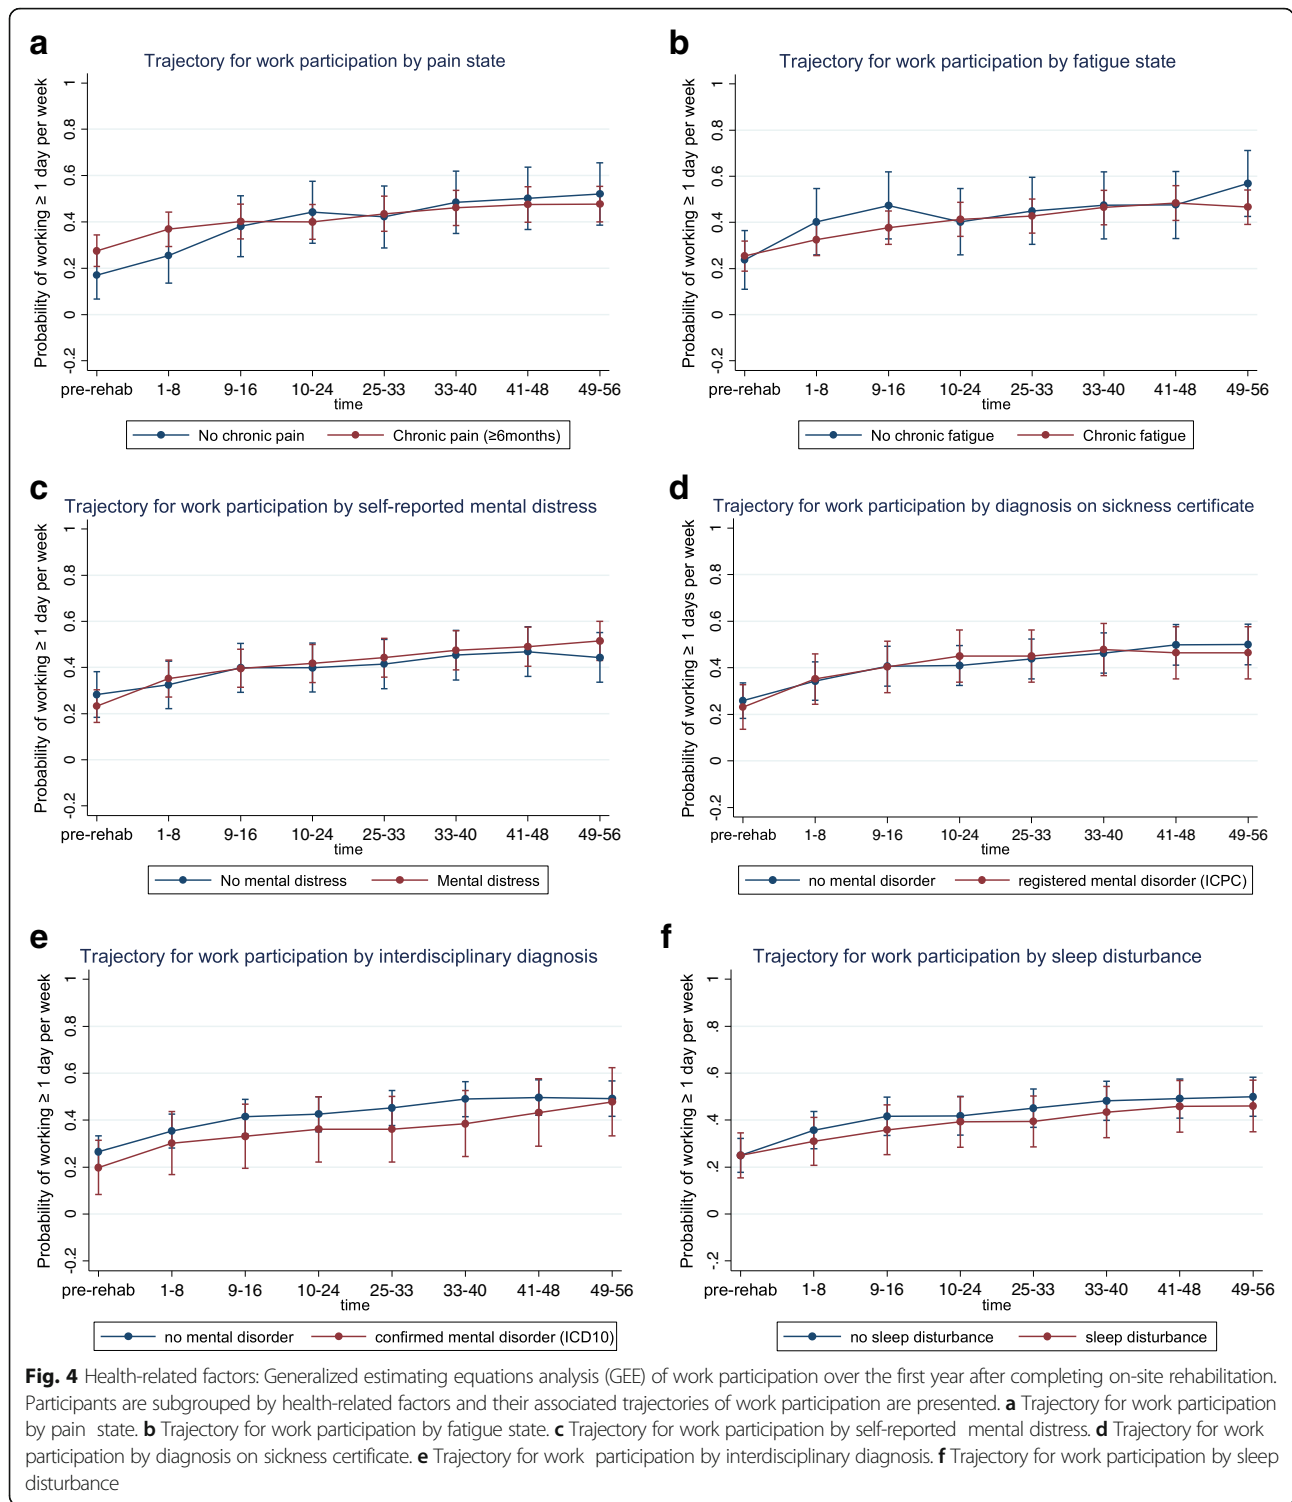 a
Trajectory for work participation by pain state
Probability of working ≥ 1 day per week
1
0.8
0.6
0.4
0.2
0
-0.2
pre-rehab 1-8 9-16 10-24 25-33 33-40 41-48 49-56
time
No chronic pain Chronic pain (≥6months)
b
Trajectory for work participation by fatigue state
Probability of working ≥ 1 day per week
1
0.8
0.6
0.4
0.2
0
-0.2
pre-rehab 1-8 9-16 10-24 25-33 33-40 41-48 49-56
time
No chronic fatigue Chronic fatigue
c
Trajectory for work participation by self-reported mental distress
Probability of working ≥ 1 day per week
1
0.8
0.6
0.4
0.2
0
-0.2
pre-rehab 1-8 9-16 10-24 25-33 33-40 41-48 49-56
time
No mental distress Mental distress
d
Trajectory for work participation by diagnosis on sickness certificate
Probability of working ≥ 1 days per week
1
0.8
0.6
0.4
0.2
0
-0.2
pre-rehab 1-8 9-16 10-24 25-33 33-40 41-48 49-56
time
no mental disorder registered mental disorder (ICPC)
e
Trajectory for work participation by interdisciplinary diagnosis
Probability of working ≥ 1 day per week
1
0.8
0.6
0.4
0.2
0
-0.2
pre-rehab 1-8 9-16 10-24 25-33 33-40 41-48 49-56
time
no mental disorder confirmed mental disorder (ICD10)
f
Trajectory for work participation by sleep disturbance
Probability of working ≥ 1 day per week
1
.8
.6
.4
.2
0
-.2
pre-rehab 1-8 9-16 10-24 25-33 33-40 41-48 49-56
time
no sleep disturbance sleep disturbance
Fig. 4 Health-related factors: Generalized estimating equations analysis (GEE) of work participation over the first year after completing on-site rehabilitation.
Participants are subgrouped by health-related factors and their associated trajectories of work participation are presented. a Trajectory for work participation
by pain state. b Trajectory for work participation by fatigue state. c Trajectory for work participation by self-reported mental distress. d Trajectory for work
participation by diagnosis on sickness certificate. e Trajectory for work participation by interdisciplinary diagnosis. f Trajectory for work participation by sleep
disturbance